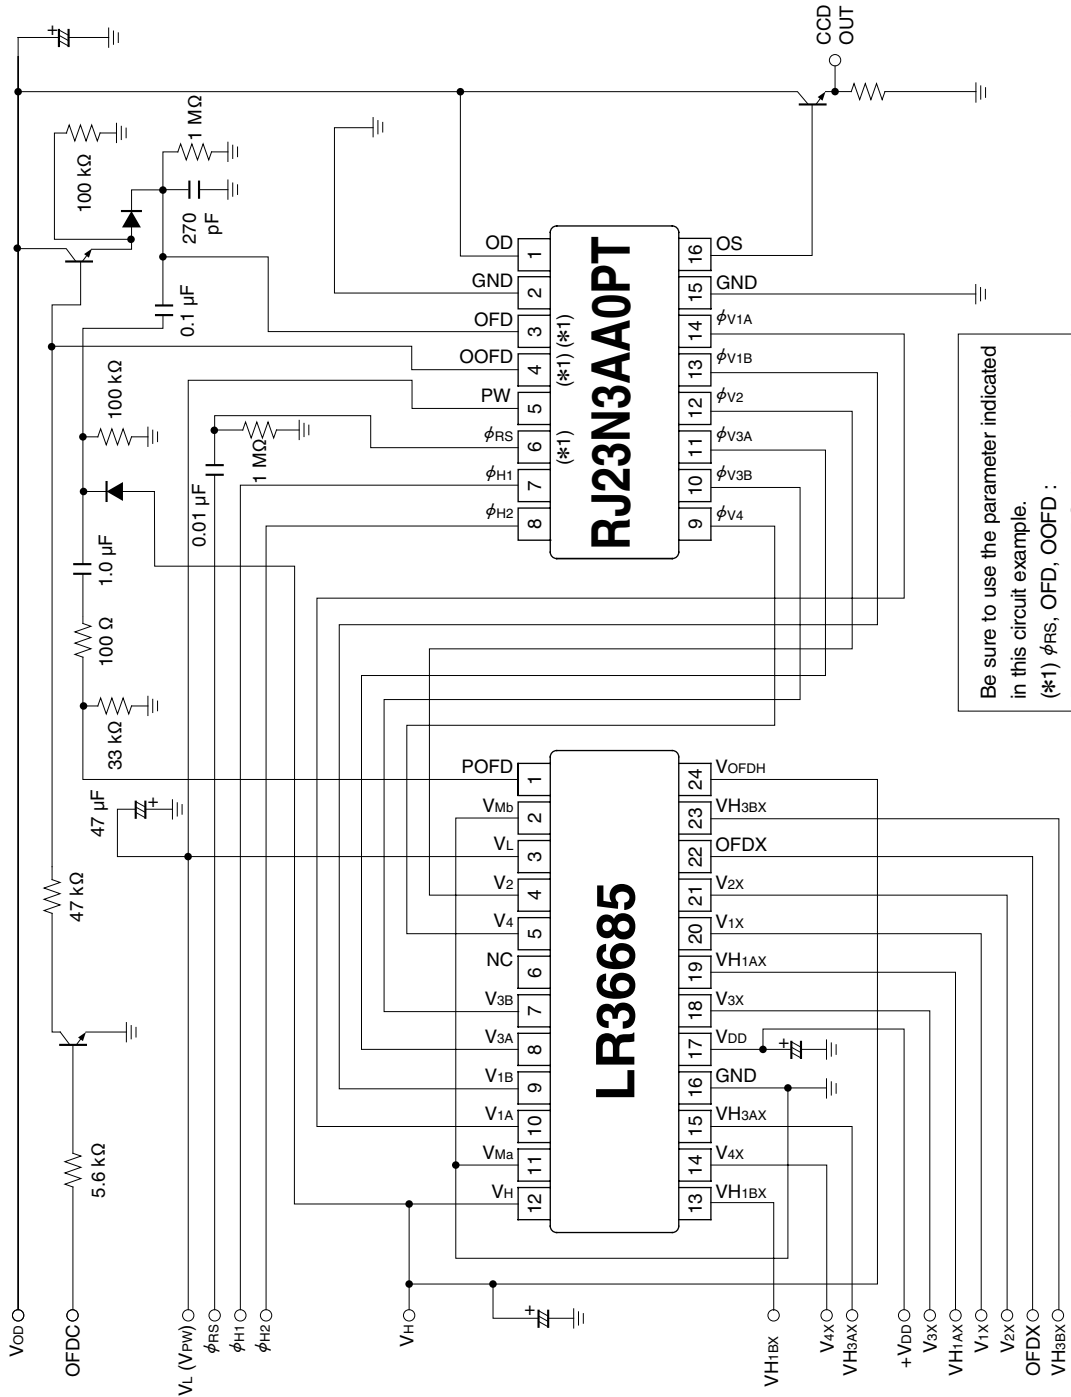 VOD
OFDC
VL (VPW)
ϕRS
ϕH1
ϕH2
VH
VH1BX
V4X
VH3AX
+VDD
V3X
VH1AX
V1X
V2X
OFDX
VH3BX
5.6 kΩ
47 kΩ
47 µF
+
33 kΩ
100 Ω
1.0 µF
100 kΩ
0.1 µF
270
pF
1 MΩ
100 kΩ
0.01 µF
1 MΩ
+
+
+
CCD
OUT
LR36685
POFD
1
VMb
2
VL
3
V2
4
V4
5
NC
6
V3B
7
V3A
8
V1B
9
V1A
10
VMa
11
VH
12
13
VH1BX
14
V4X
15
VH3AX
16
GND
17
VDD
18
V3X
19
VH1AX
20
V1X
21
V2X
22
OFDX
23
VH3BX
24
VOFDH
RJ23N3AA0PT
OD
1
GND
2
OFD
3
(*1)
OOFD
4
(*1)
PW
5
ϕRS
6
(*1)
ϕH1
7
ϕH2
8
9
ϕV4
10
ϕV3B
11
ϕV3A
12
ϕV2
13
ϕV1B
14
ϕV1A
15
GND
16
OS
Be sure to use the parameter indicated
in this circuit example.
(*1) ϕRS, OFD, OOFD :